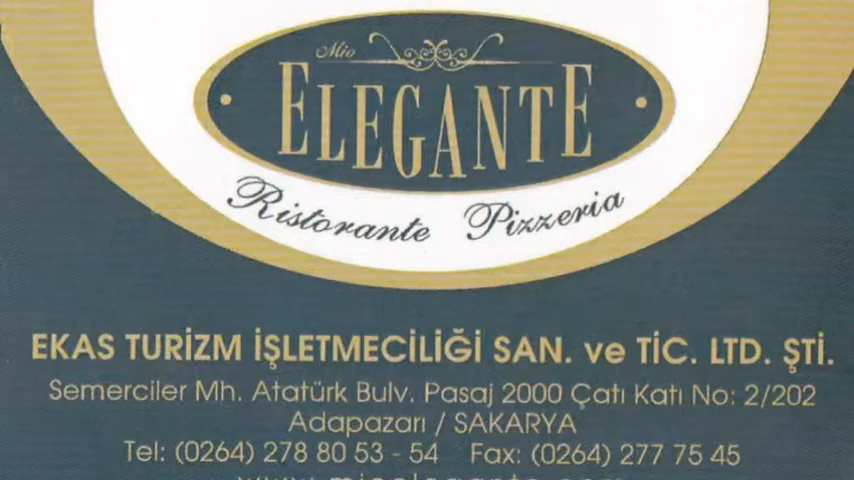 Mio
ELEGANTE
Ristorante Pizzeria
EKAS TURİZM İŞLETMECİLİĞİ SAN. ve TİC. LTD. ŞTİ.
Semerciler Mh. Atatürk Bulv. Pasaj 2000 Çatı Katı No: 2/202
Adapazarı / SAKARYA
Tel: (0264) 278 80 53 - 54 Fax: (0264) 277 75 45